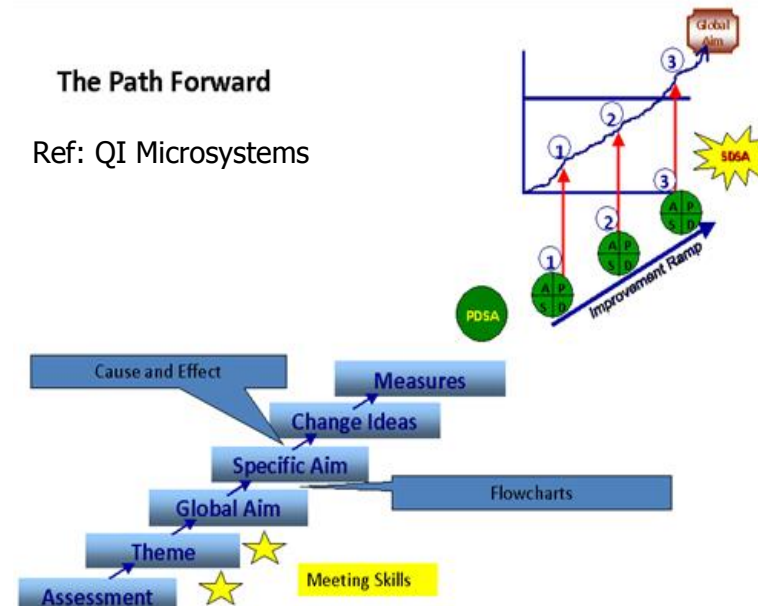 The Path Forward
Ref: QI Microsystems
Global
Aim
3
2
1
SDSA
3
A P
S D
2
A P
S D
1
A P
S D
Improvement Ramp
PDSA
Cause and Effect
Measures
Change Ideas
Specific Aim
Flowcharts
Global Aim
Theme
Meeting Skills
Assessment